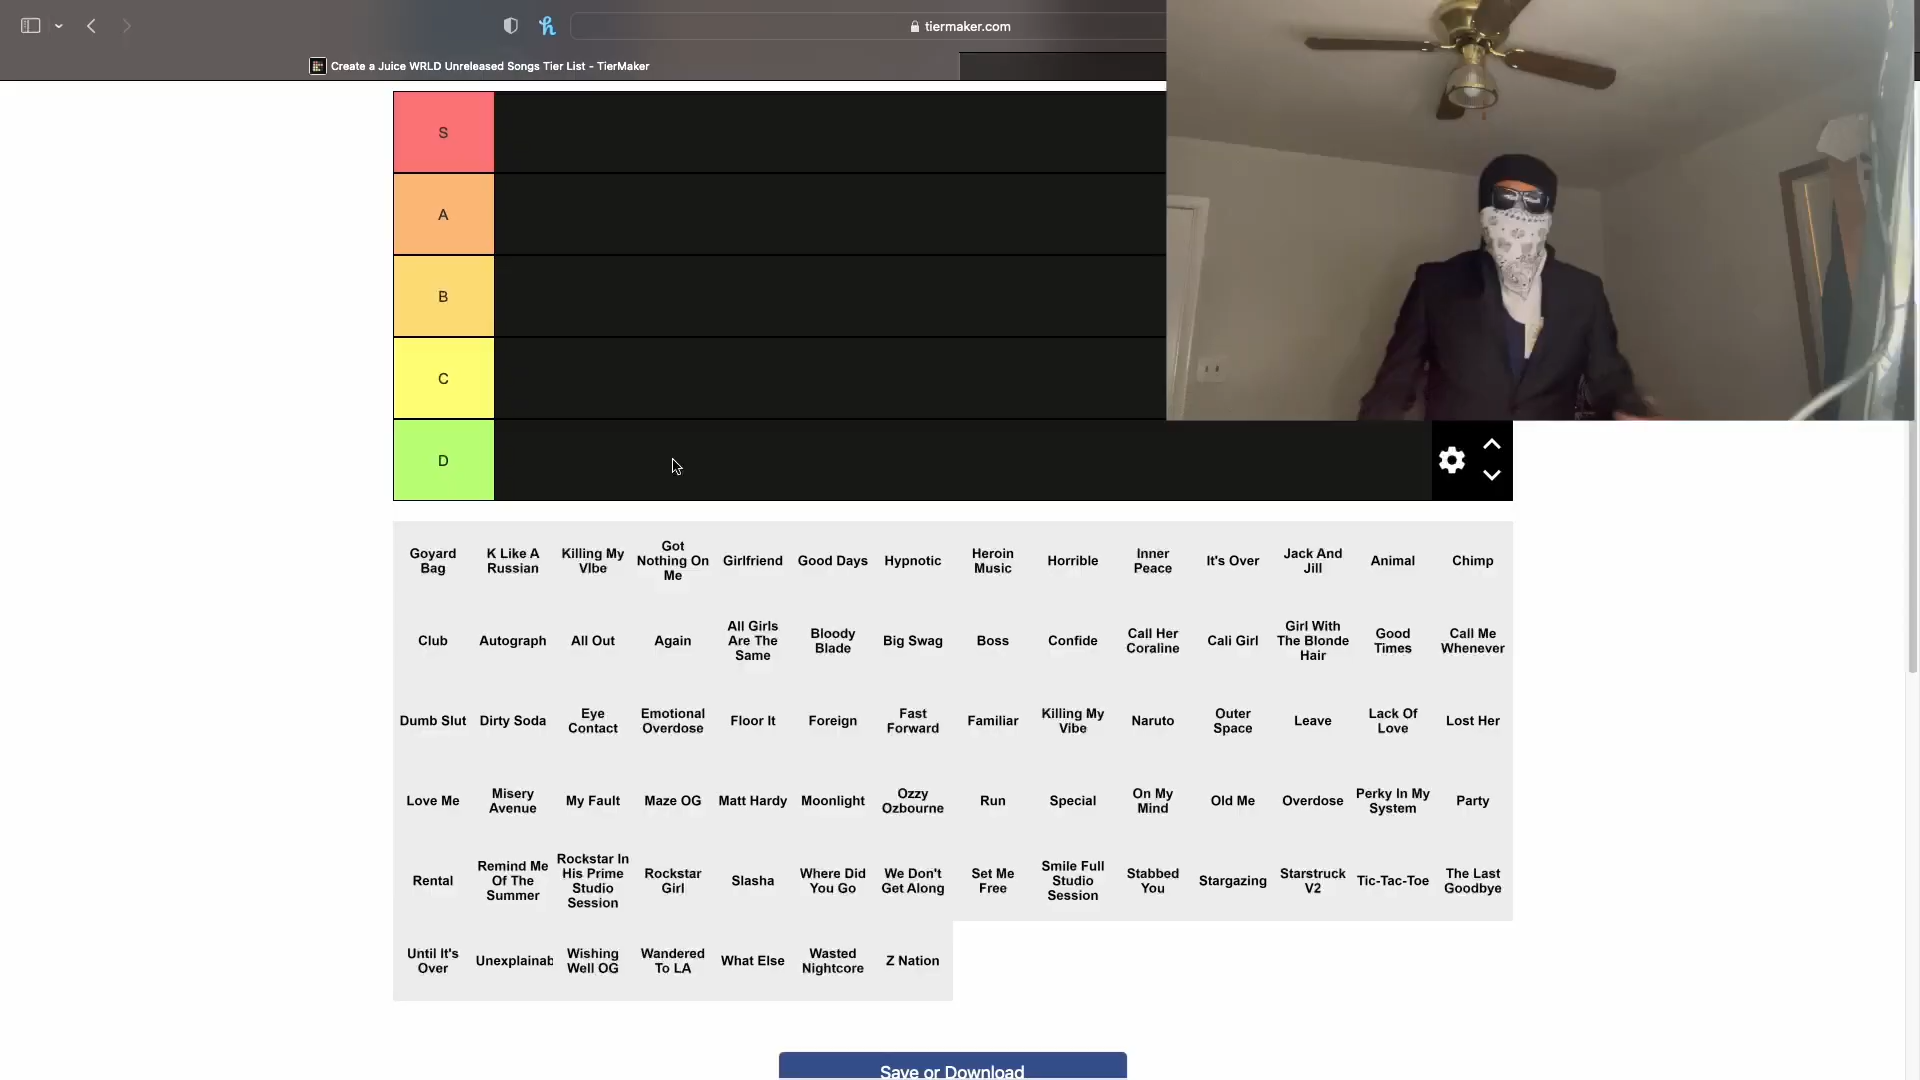 tiermaker.com
Create a Juice WRLD Unreleased Songs Tier List - TierMaker
S
A
B
C
D
Goyard
Bag
K Like A
Russian
Killing My
VIbe
Got
Nothing On
Me
Girlfriend
Good Days
Hypnotic
Heroin
Music
Horrible
Inner
Peace
It's Over
Jack And
Jill
Animal
Chimp
Club
Autograph
All Out
Again
All Girls
Are The
Same
Bloody
Blade
Big Swag
Boss
Confide
Call Her
Coraline
Cali Girl
Girl With
The Blonde
Hair
Good
Times
Call Me
Whenever
Dumb Slut
Dirty Soda
Eye
Contact
Emotional
Overdose
Floor It
Foreign
Fast
Forward
Familiar
Killing My
Vibe
Naruto
Outer
Space
Leave
Lack Of
Love
Lost Her
Love Me
Misery
Avenue
My Fault
Maze OG
Matt Hardy
Moonlight
Ozzy
Ozbourne
Run
Special
On My
Mind
Old Me
Overdose
Perky In My
System
Party
Rental
Remind Me
Of The
Summer
Rockstar In
His Prime
Studio
Session
Rockstar
Girl
Slasha
Where Did
You Go
We Don't
Get Along
Set Me
Free
Smile Full
Studio
Session
Stabbed
You
Stargazing
Starstruck
V2
Tic-Tac-Toe
The Last
Goodbye
Until It's
Over
Unexplainab
Wishing
Well OG
Wandered
To LA
What Else
Wasted
Nightcore
Z Nation
Save or Download